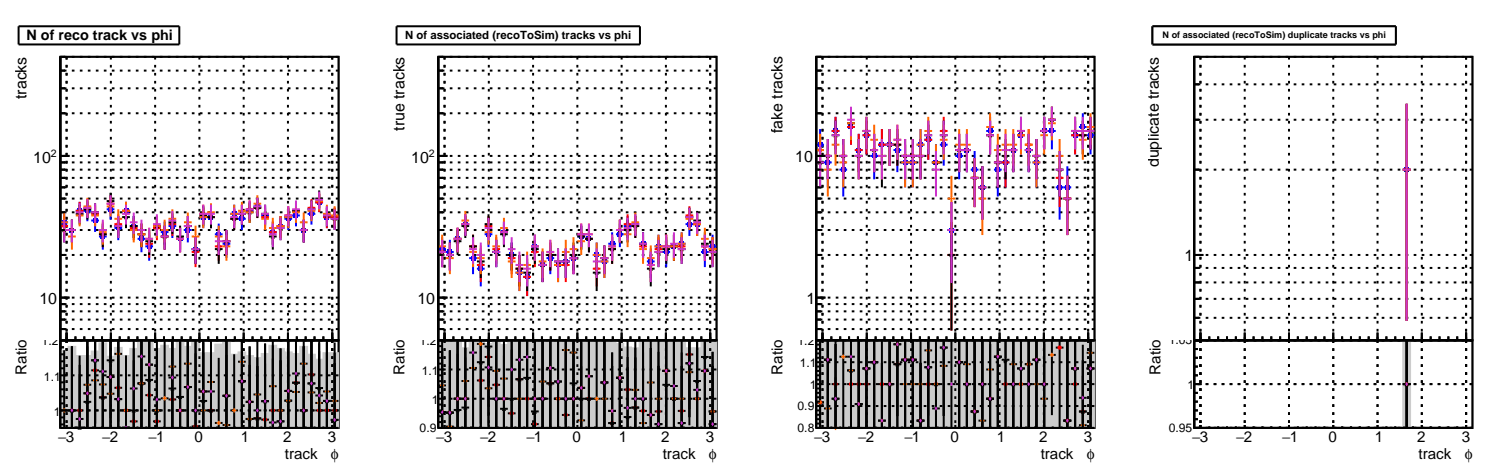 N of reco track vs phi
tracks
10²
10
Ratio
1.2
1.1
1
−3 −2 −1 0 1 2 3
track ϕ
N of associated (recoToSim) tracks vs phi
true tracks
10²
10
Ratio
1.2
1.1
1
0.9
−3 −2 −1 0 1 2 3
track ϕ
fake tracks
10
1
Ratio
1.2
1.1
1
0.9
0.8
−3 −2 −1 0 1 2 3
track ϕ
N of associated (recoToSim) duplicate tracks vs phi
duplicate tracks
1
Ratio
1.05
1
0.95
−3 −2 −1 0 1 2 3
track ϕ